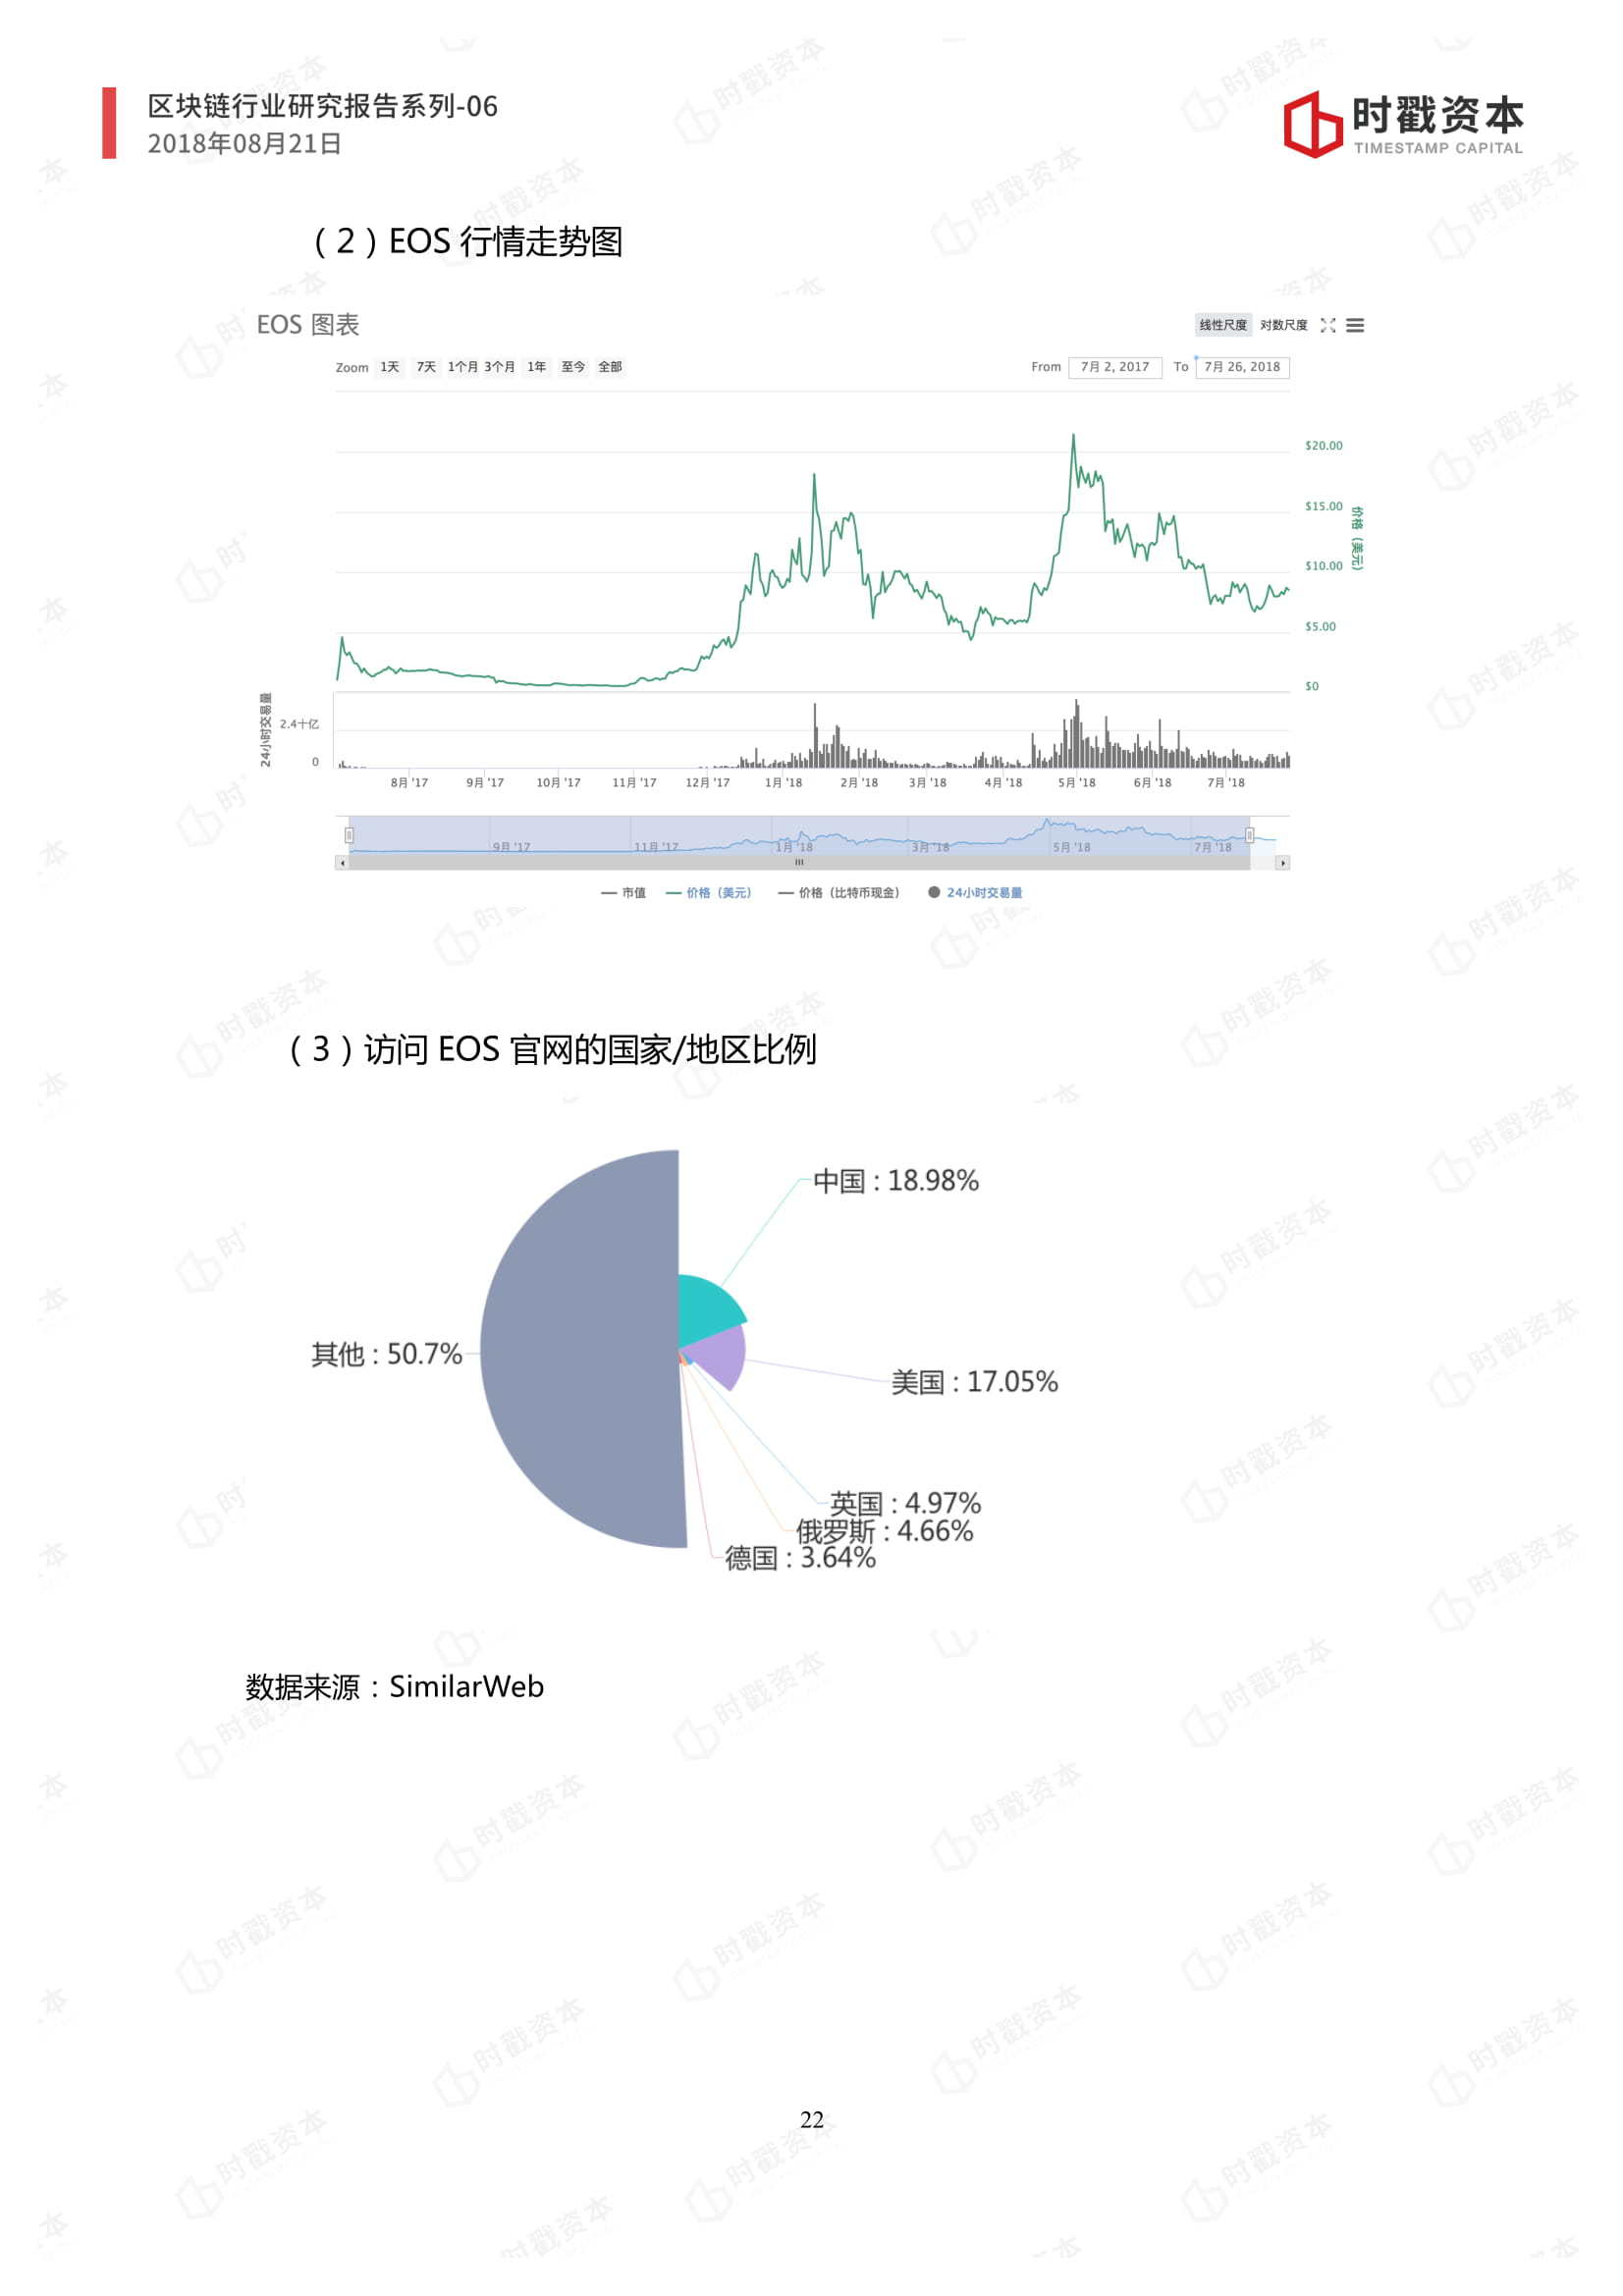 区块链行业研究报告系列-06
2018年08月21日
时戳资本
TIMESTAMP CAPITAL
（2）EOS 行情走势图
EOS 图表
线性尺度 对数尺度
Zoom 1天 7天 1个月 3个月 1年 至今 全部
From 7月 2, 2017 To 7月 26, 2018
$20.00
$15.00
$10.00
$5.00
$0
价格（美元）
24小时交易量
2.4十亿
0
8月 '17 9月 '17 10月 '17 11月 '17 12月 '17 1月 '18 2月 '18 3月 '18 4月 '18 5月 '18 6月 '18 7月 '18
9月 '17 11月 '17 1月 '18 3月 '18 5月 '18 7月 '18
市值 价格（美元） 价格（比特币现金） 24小时交易量
（3）访问 EOS 官网的国家/地区比例
中国 : 18.98%
其他 : 50.7%
美国 : 17.05%
英国 : 4.97%
俄罗斯 : 4.66%
德国 : 3.64%
数据来源：SimilarWeb
22